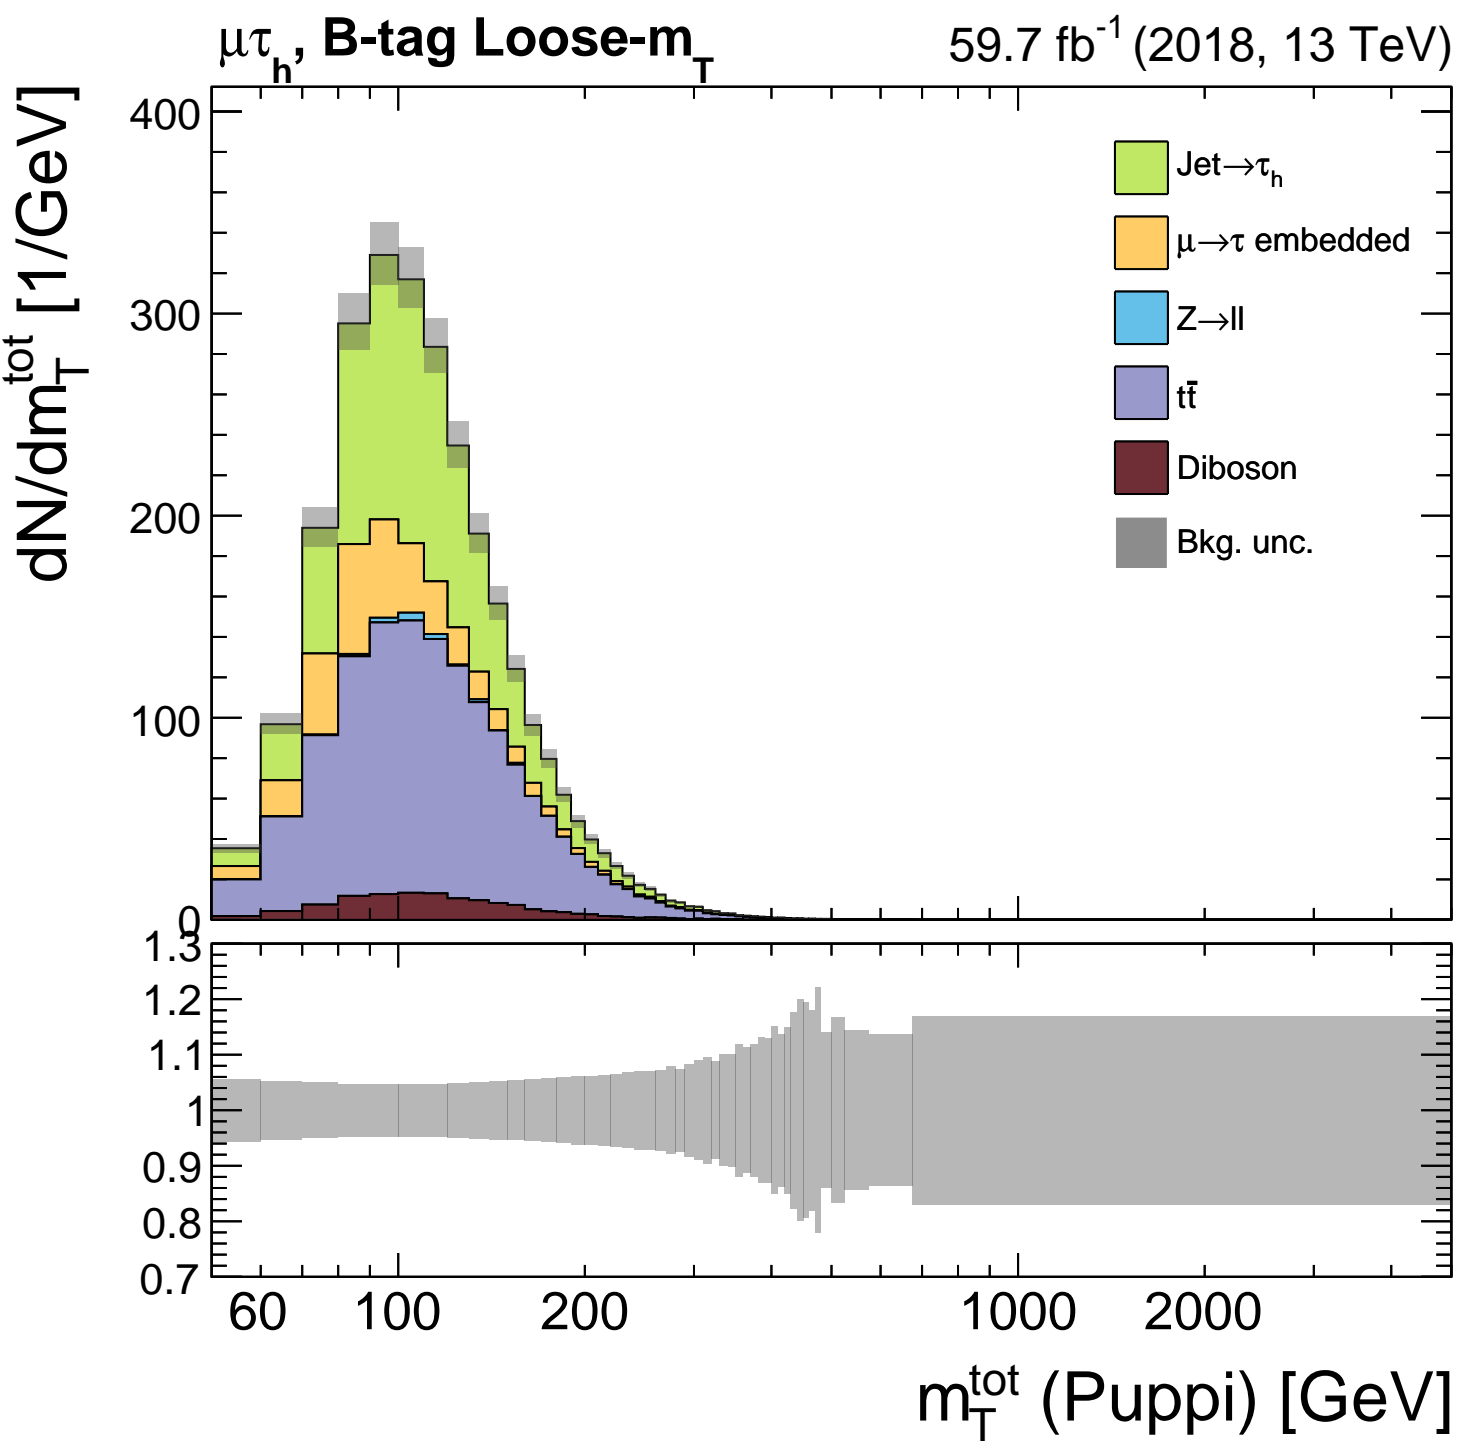 μτh, B-tag Loose-mT
59.7 fb-1 (2018, 13 TeV)
dN/dmTtot [1/GeV]
400
300
200
100
0
Jet→τh
μ→τ embedded
Z→ll
tt̄
Diboson
Bkg. unc.
1.3
1.2
1.1
1
0.9
0.8
0.7
60 100 200 1000 2000
mTtot (Puppi) [GeV]